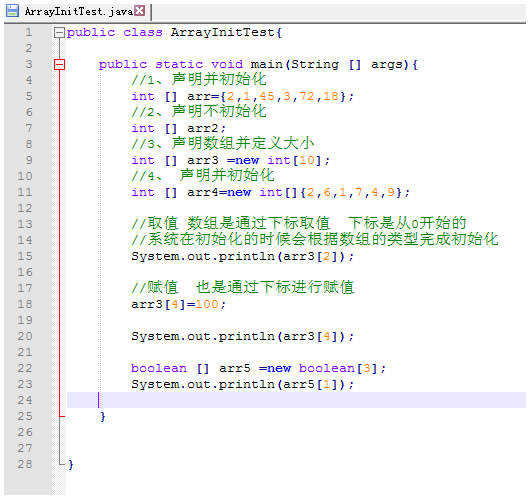 ArrayInitTest.java
1 public class ArrayInitTest{
2
3 public static void main(String [] args){
4 //1、声明并初始化
5 int [] arr={2,1,45,3,72,18};
6 //2、声明不初始化
7 int [] arr2;
8 //3、声明数组并定义大小
9 int [] arr3 =new int[10];
10 //4、 声明并初始化
11 int [] arr4=new int[]{2,6,1,7,4,9};
12
13 //取值 数组是通过下标取值  下标是从0开始的
14 //系统在初始化的时候会根据数组的类型完成初始化
15 System.out.println(arr3[2]);
16
17 //赋值  也是通过下标进行赋值
18 arr3[4]=100;
19
20 System.out.println(arr3[4]);
21
22 boolean [] arr5 =new boolean[3];
23 System.out.println(arr5[1]);
24
25 }
26
27
28 }